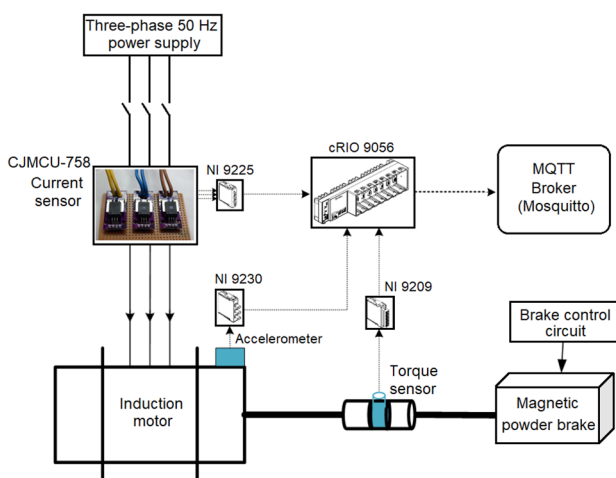 Three-phase 50 Hz
power supply
CJMCU-758
Current
sensor
NI 9225
cRIO 9056
MQTT
Broker
(Mosquitto)
NI 9230
NI 9209
Accelerometer
Brake control
circuit
Torque
sensor
Induction
motor
Magnetic
powder brake